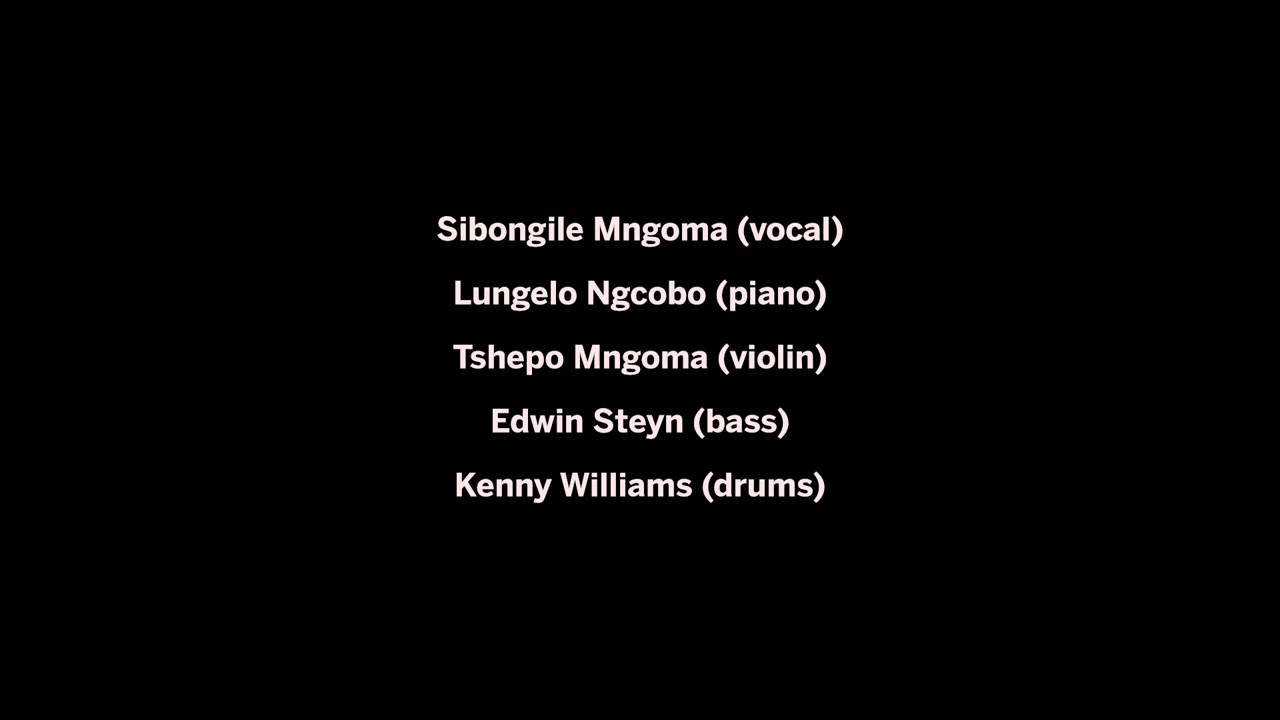 Sibongile Mngoma (vocal)
Lungelo Ngcobo (piano)
Tshepo Mngoma (violin)
Edwin Steyn (bass)
Kenny Williams (drums)